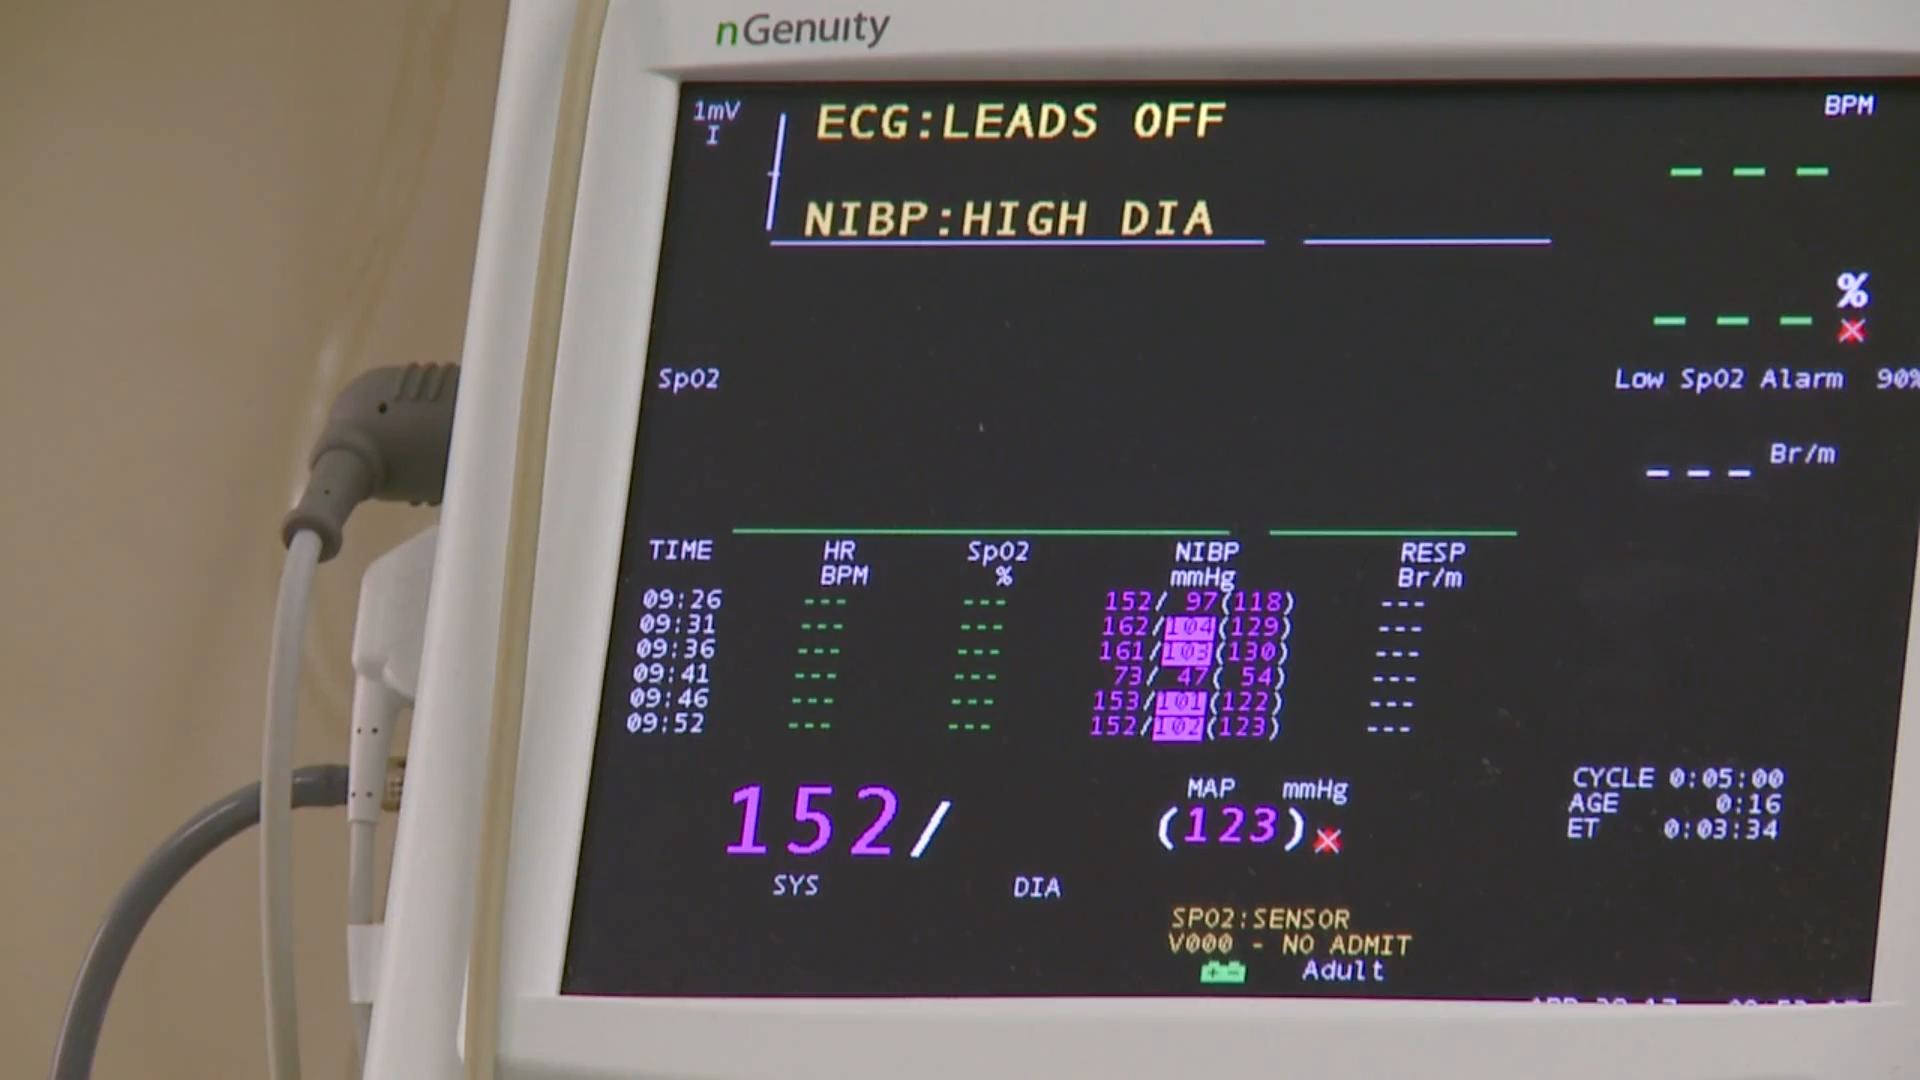 nGenuity
1mV
I
ECG:LEADS OFF
BPM
- - -
NIBP:HIGH DIA
%
- - -
SpO2
Low SpO2 Alarm 90%
- - - Br/m
TIME HR SpO2 NIBP RESP
BPM % mmHg Br/m
09:26 --- --- 152/ 97(118) ---
09:31 --- --- 162/104(129) ---
09:36 --- --- 161/103(130) ---
09:41 --- --- 73/ 47( 54) ---
09:46 --- --- 153/101(122) ---
09:52 --- --- 152/102(123) ---
MAP mmHg
152/ (123)
SYS DIA
CYCLE 0:05:00
AGE 0:16
ET 0:03:34
SPO2:SENSOR
V000 - NO ADMIT
Adult